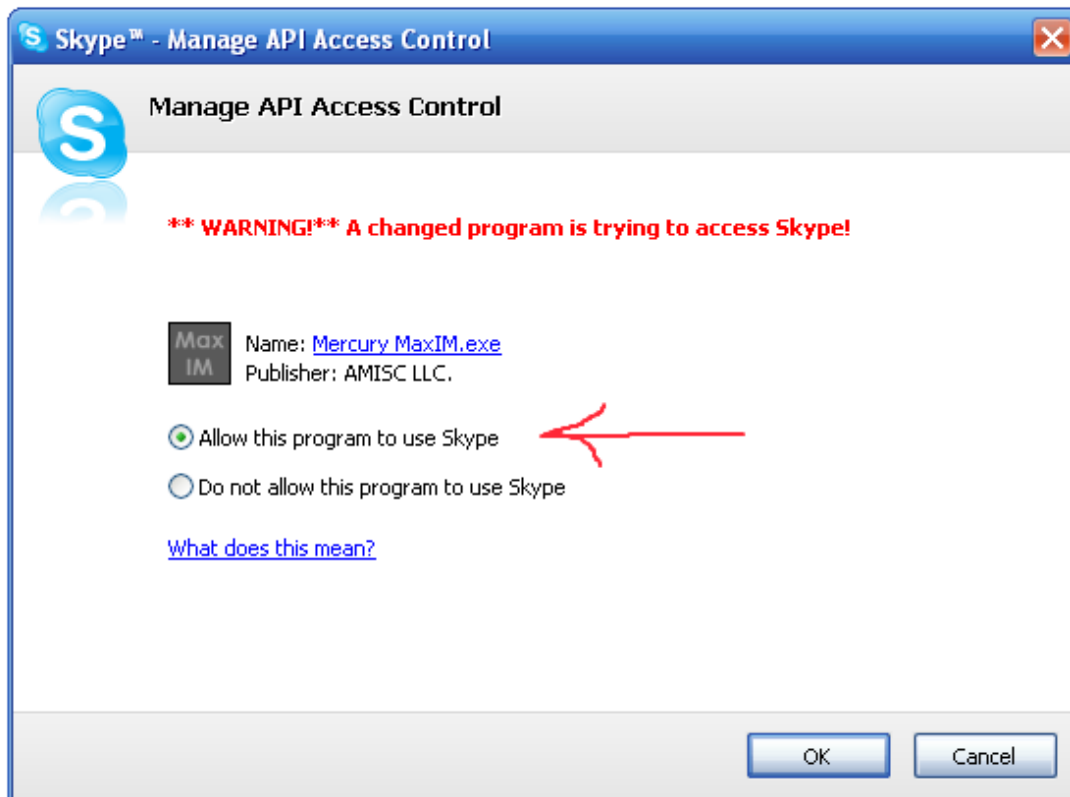 Skype™ - Manage API Access Control
Manage API Access Control
** WARNING!** A changed program is trying to access Skype!
Max
IM
Name: Mercury MaxIM.exe
Publisher: AMISC LLC.
Allow this program to use Skype
Do not allow this program to use Skype
What does this mean?
OK
Cancel